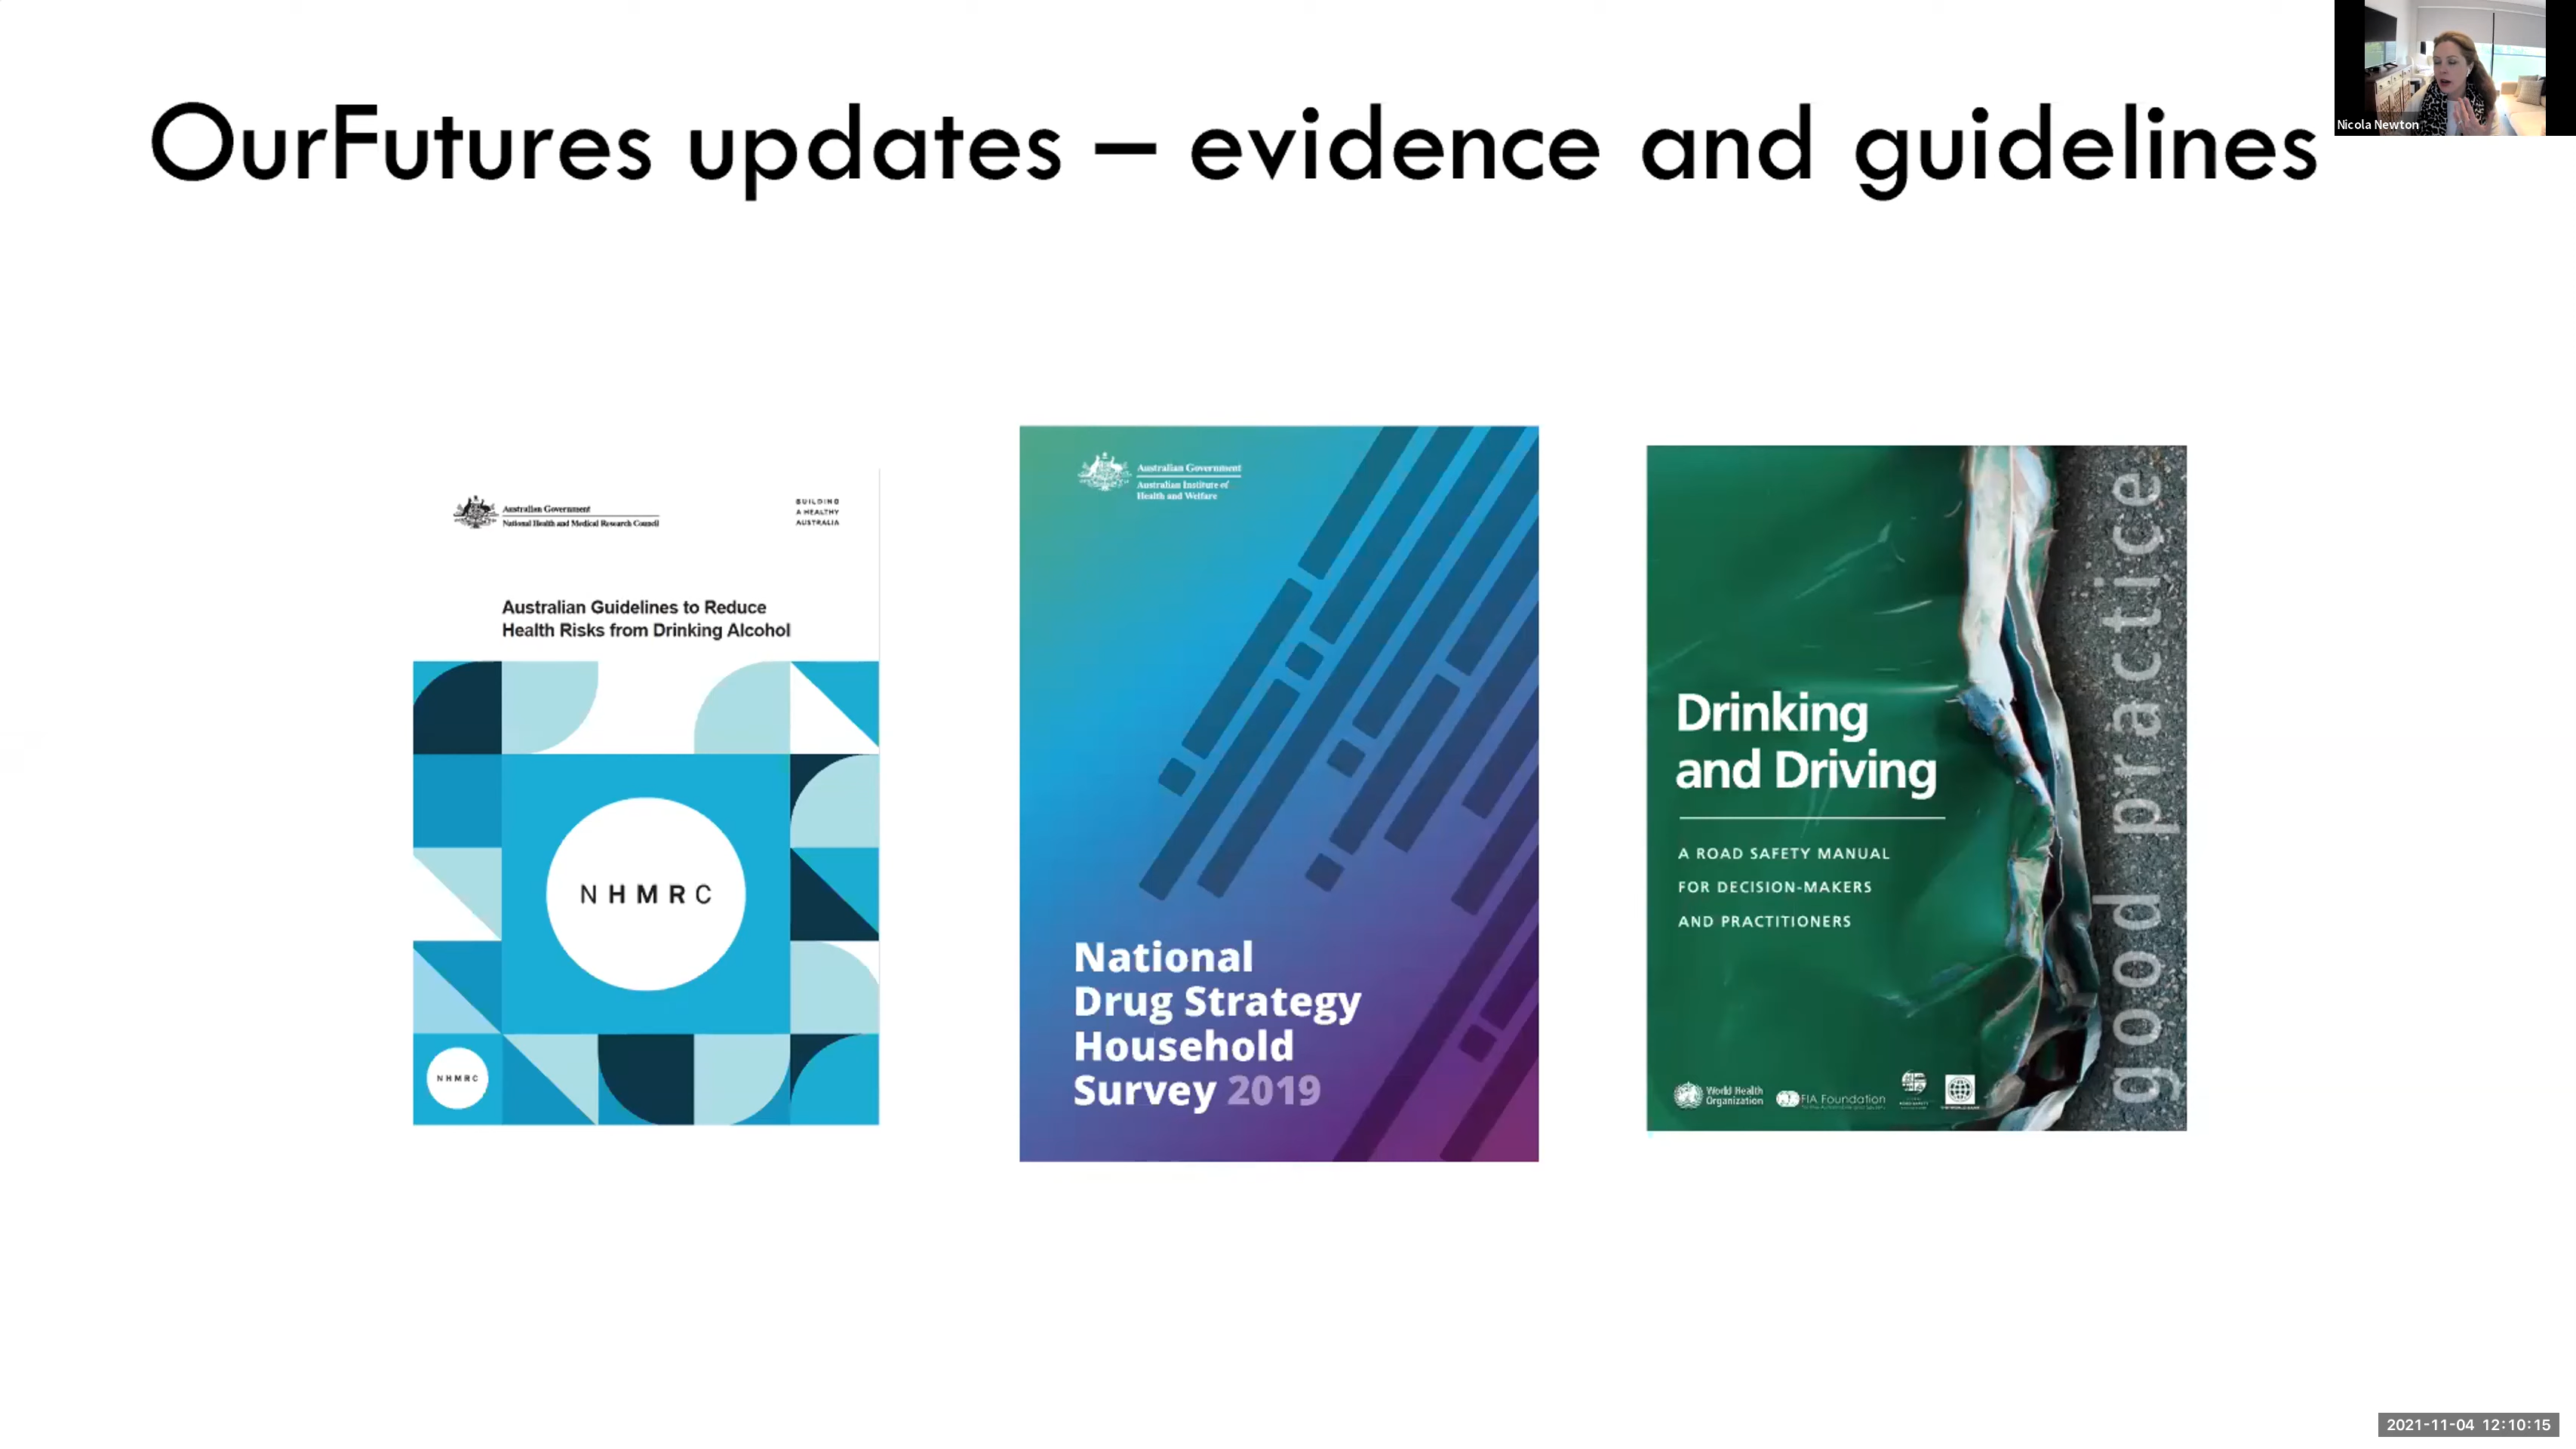 OurFutures updates – evidence and guidelines
Nicola Newton
Australian Government
National Health and Medical Research Council
BUILDING
A HEALTHY
AUSTRALIA
Australian Guidelines to Reduce
Health Risks from Drinking Alcohol
NHMRC
NHMRC
Australian Government
Australian Institute of
Health and Welfare
National
Drug Strategy
Household
Survey 2019
Drinking
and Driving
A ROAD SAFETY MANUAL
FOR DECISION-MAKERS
AND PRACTITIONERS
World Health
Organization
FIA Foundation
good practice
2021-11-04 12:10:15